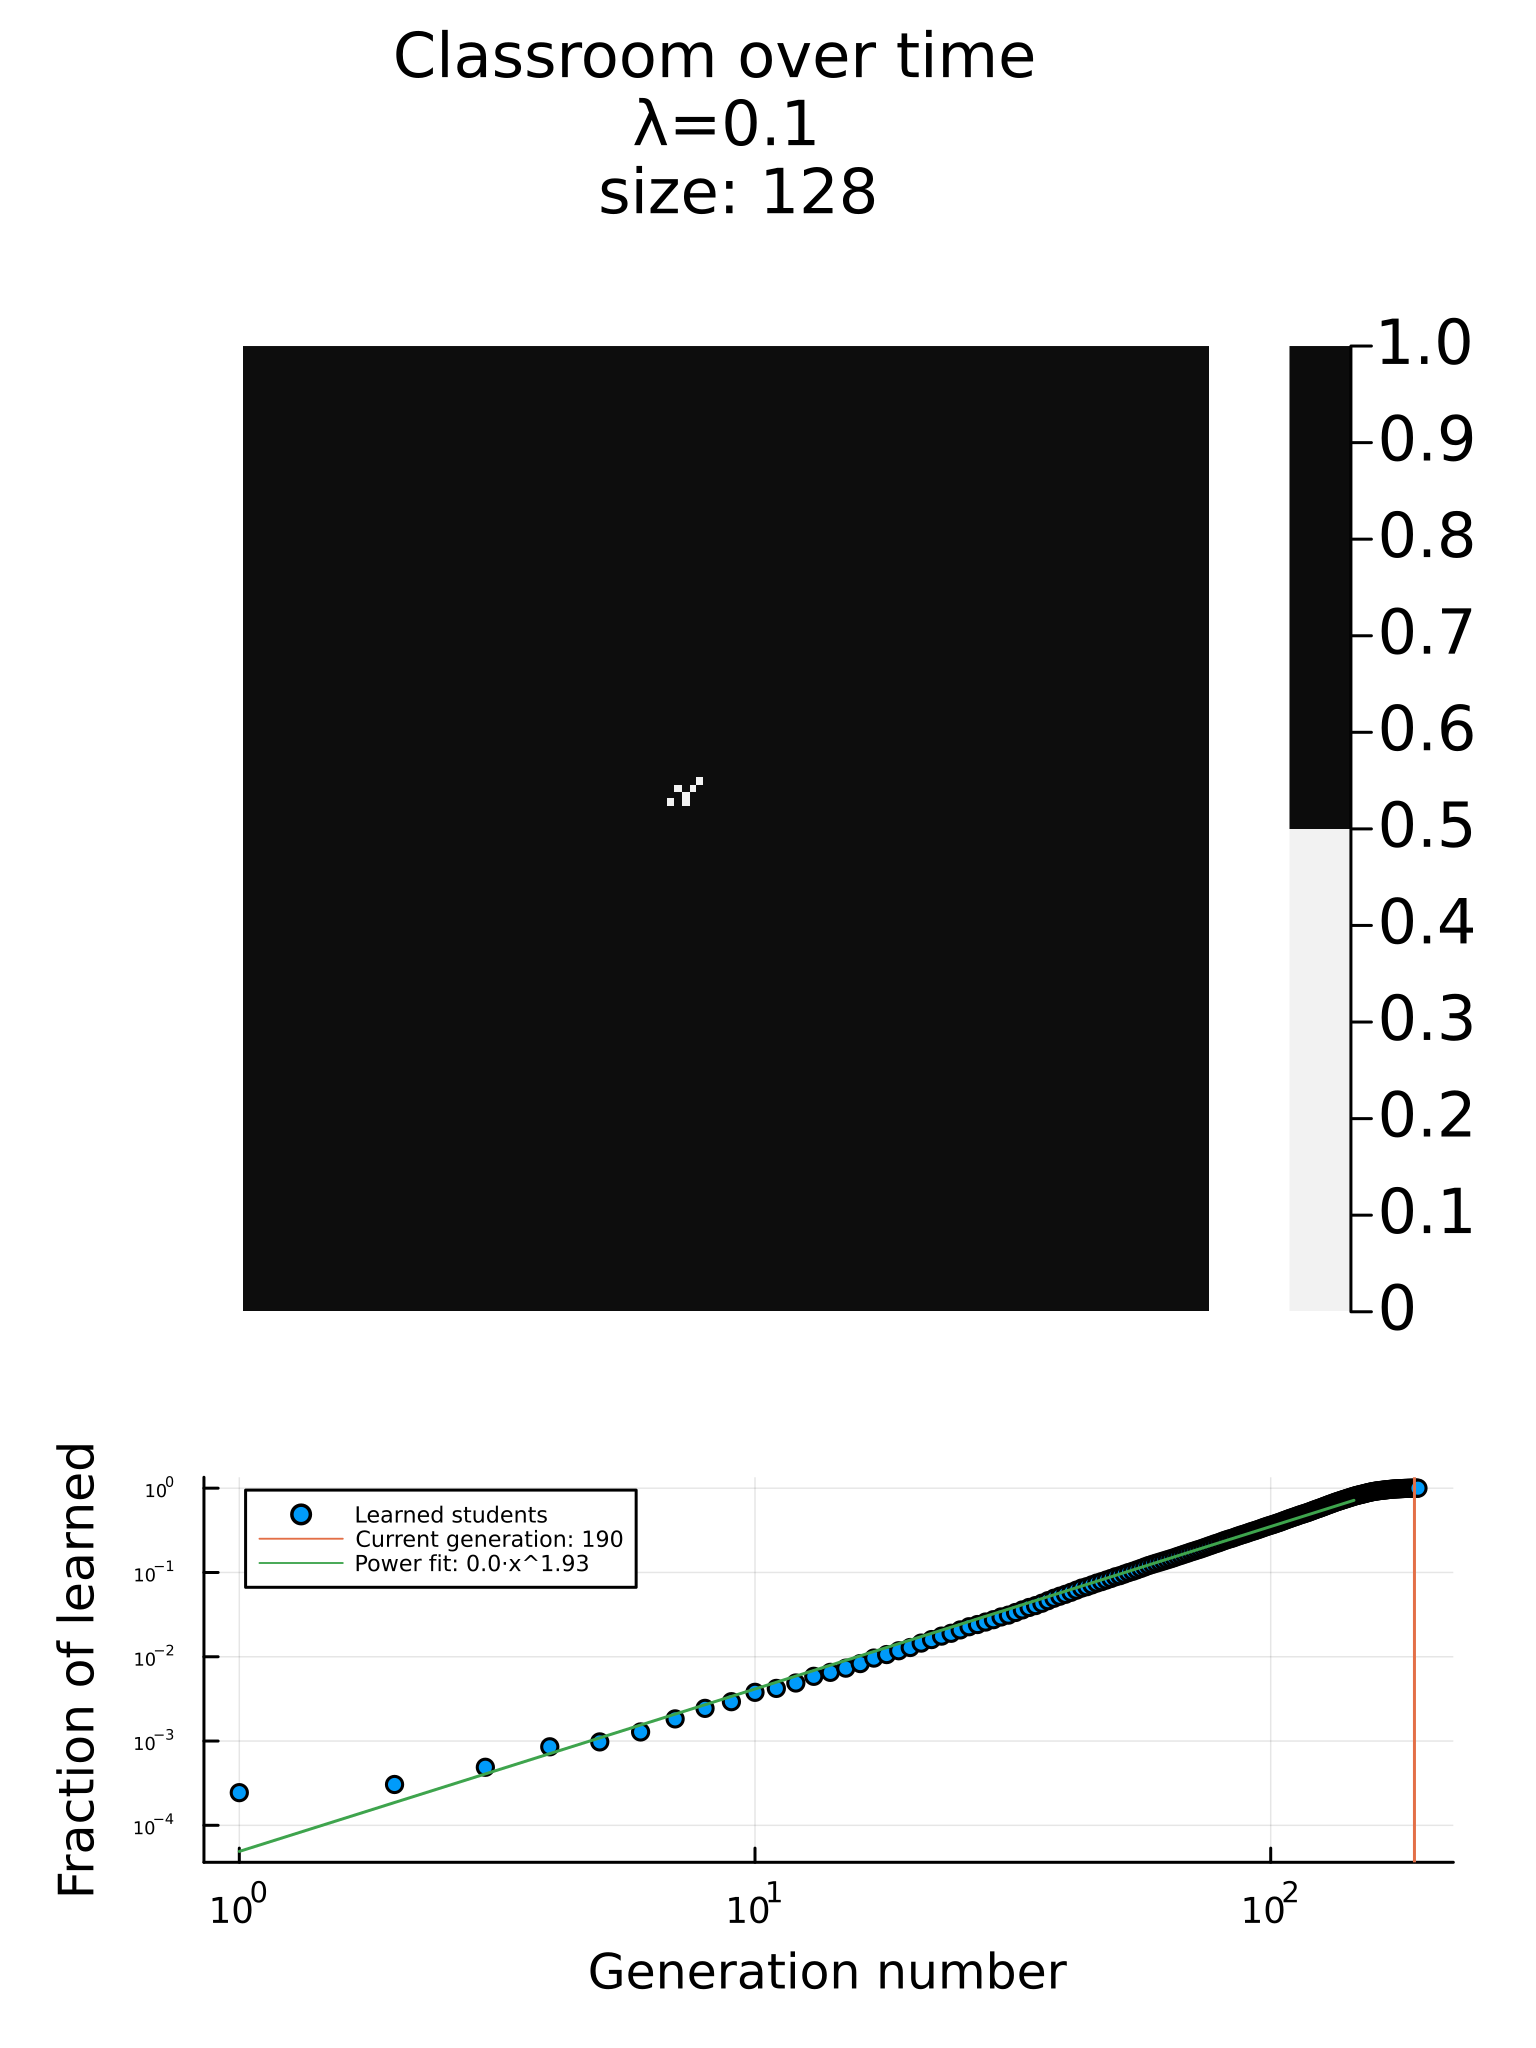 Classroom over time
λ=0.1
size: 128
1.0
0.9
0.8
0.7
0.6
0.5
0.4
0.3
0.2
0.1
0
Fraction of learned
10^0
10^-1
10^-2
10^-3
10^-4
Learned students
Current generation: 190
Power fit: 0.0·x^1.93
10^0
10^1
10^2
Generation number